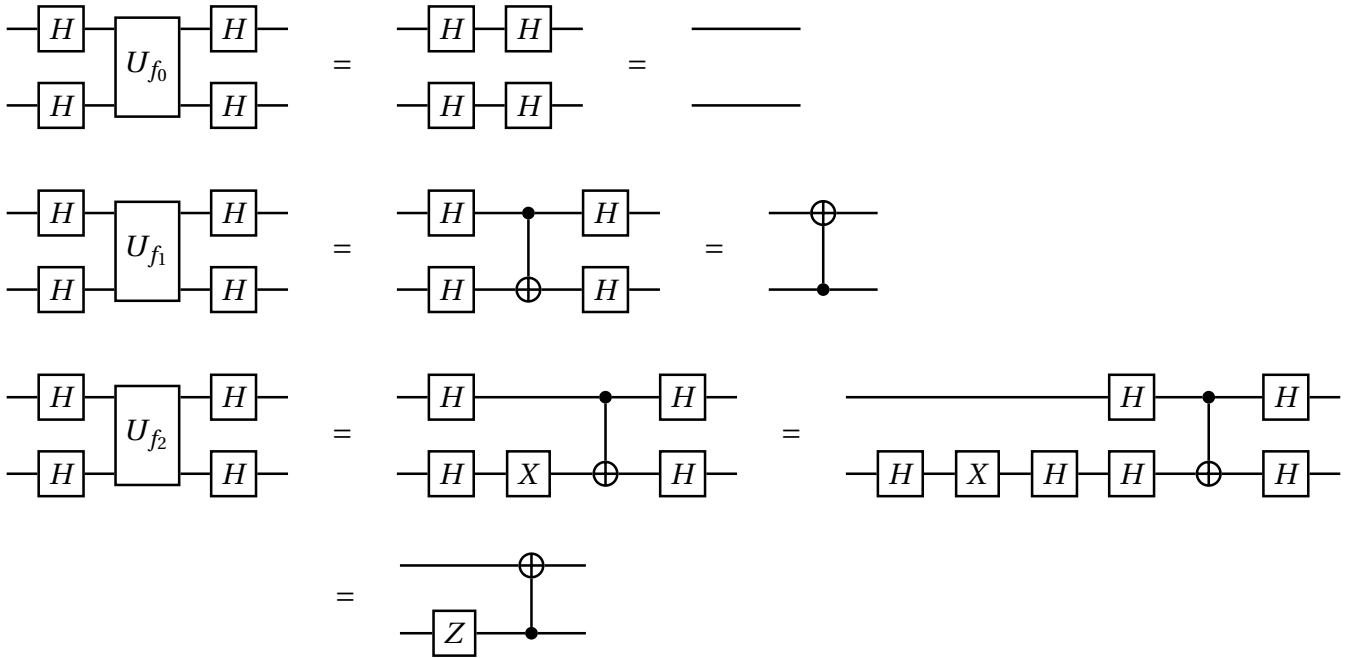 H U_{f_0} H = H H =
H H H H
H U_{f_1} H = H H =
H H H H
H U_{f_2} H = H H = H H
H H H X H H X H H H
=
Z